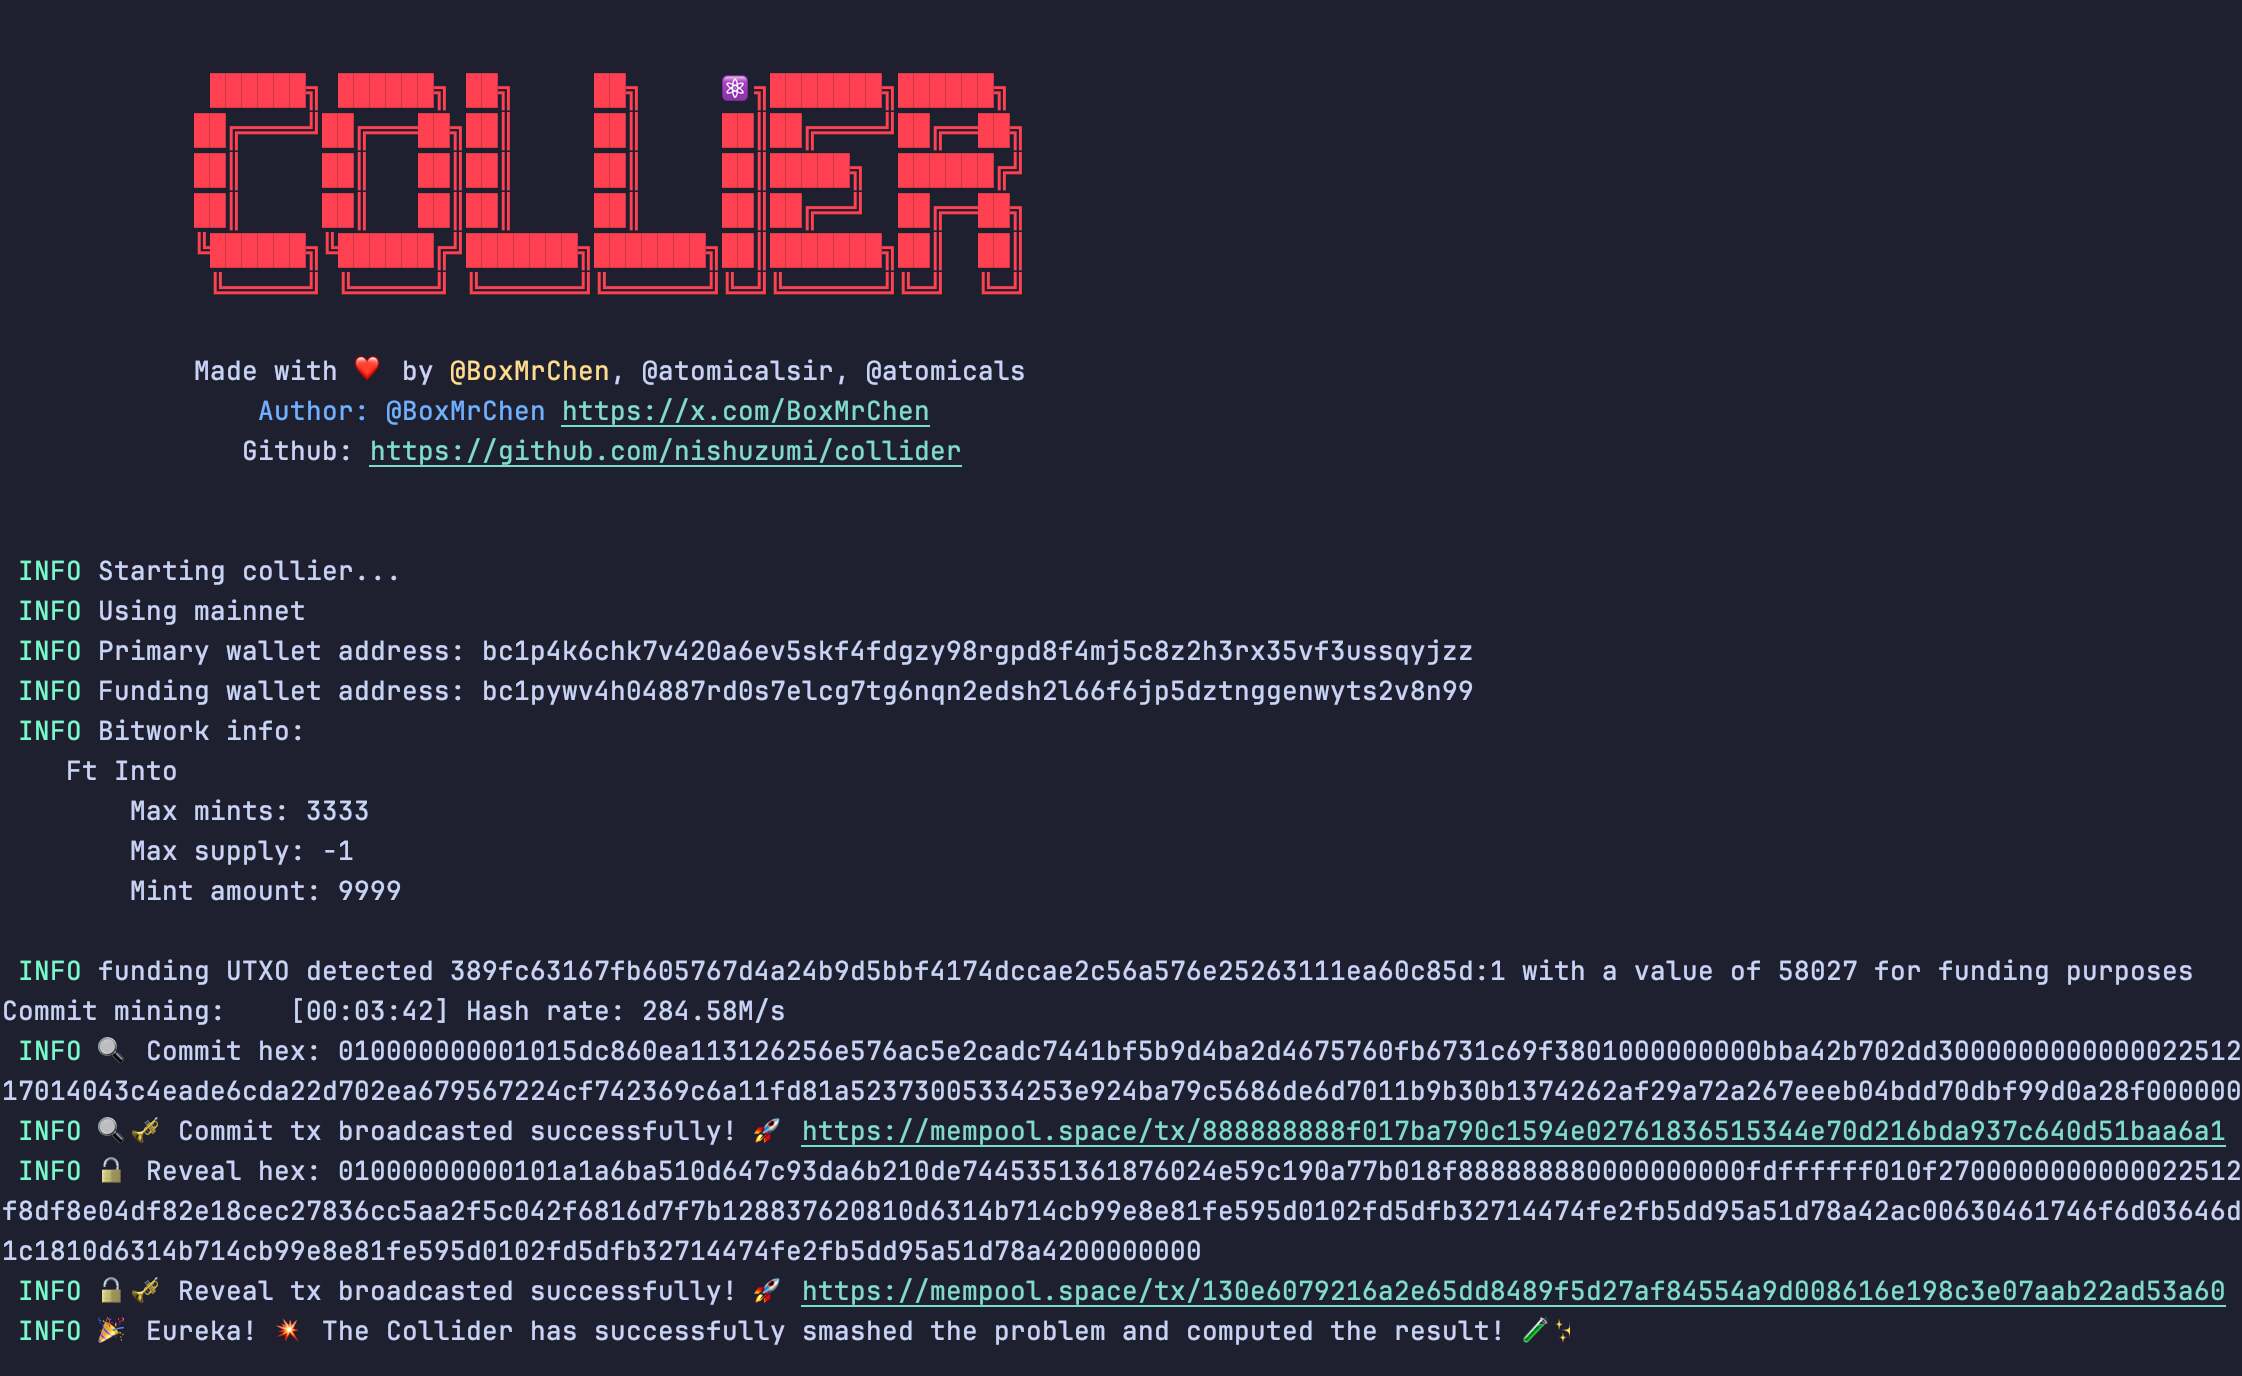 COLLIER
Made with ❤️ by @BoxMrChen, @atomicalsir, @atomicals
Author: @BoxMrChen https://x.com/BoxMrChen
Github: https://github.com/nishuzumi/collider
INFO Starting collier...
INFO Using mainnet
INFO Primary wallet address: bc1p4k6chk7v420a6ev5skf4fdgzy98rgpd8f4mj5c8z2h3rx35vf3ussqyjzz
INFO Funding wallet address: bc1pywv4h04887rd0s7elcg7tg6nqn2edsh2l66f6jp5dztnggenwyts2v8n99
INFO Bitwork info:
Ft Into
Max mints: 3333
Max supply: -1
Mint amount: 9999
INFO funding UTXO detected 389fc63167fb605767d4a24b9d5bbf4174dccae2c56a576e25263111ea60c85d:1 with a value of 58027 for funding purposes
Commit mining: [00:03:42] Hash rate: 284.58M/s
INFO 🔍 Commit hex: 010000000001015dc860ea113126256e576ac5e2cadc7441bf5b9d4ba2d4675760fb6731c69f3801000000000bba42b702dd30000000000000022512
17014043c4eade6cda22d702ea679567224cf742369c6a11fd81a52373005334253e924ba79c5686de6d7011b9b30b1374262af29a72a267eeeb04bdd70dbf99d0a28f000000
INFO 🔍🎺 Commit tx broadcasted successfully! 🚀 https://mempool.space/tx/888888888f017ba790c1594e02761836515344e70d216bda937c640d51baa6a1
INFO 🔓 Reveal hex: 01000000000101a1a6ba510d647c93da6b210de7445351361876024e59c190a77b018f888888880000000000fdffffff010f2700000000000022512
f8df8e04df82e18cec27836cc5aa2f5c042f6816d7f7b128837620810d6314b714cb99e8e81fe595d0102fd5dfb32714474fe2fb5dd95a51d78a42ac00630461746f6d03646d
1c1810d6314b714cb99e8e81fe595d0102fd5dfb32714474fe2fb5dd95a51d78a4200000000
INFO 🔓🎺 Reveal tx broadcasted successfully! 🚀 https://mempool.space/tx/130e6079216a2e65dd8489f5d27af84554a9d008616e198c3e07aab22ad53a60
INFO 🎉 Eureka! 💥 The Collider has successfully smashed the problem and computed the result! 🧪✨